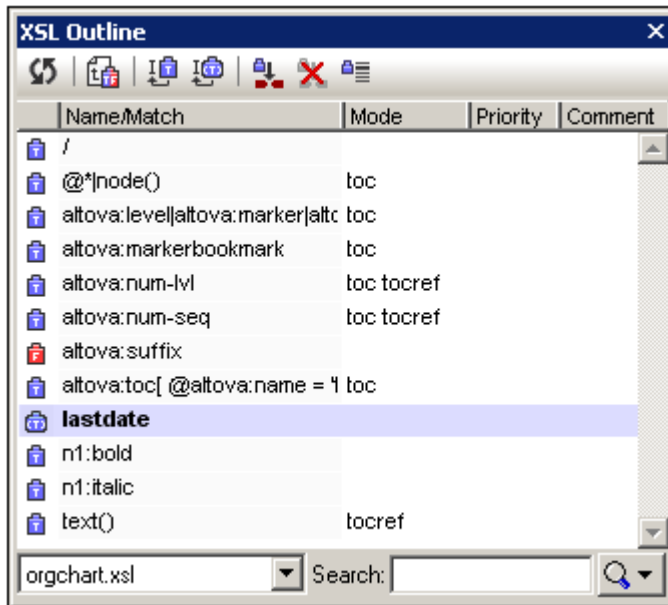 XSL Outline
Name/Match Mode Priority Comment
/
@*|node() toc
altova:level|altova:marker|altc toc
altova:markerbookmark toc
altova:num-lvl toc tocref
altova:num-seq toc tocref
altova:suffix
altova:toc[ @altova:name = '1 toc
lastdate
n1:bold
n1:italic
text() tocref
orgchart.xsl Search: